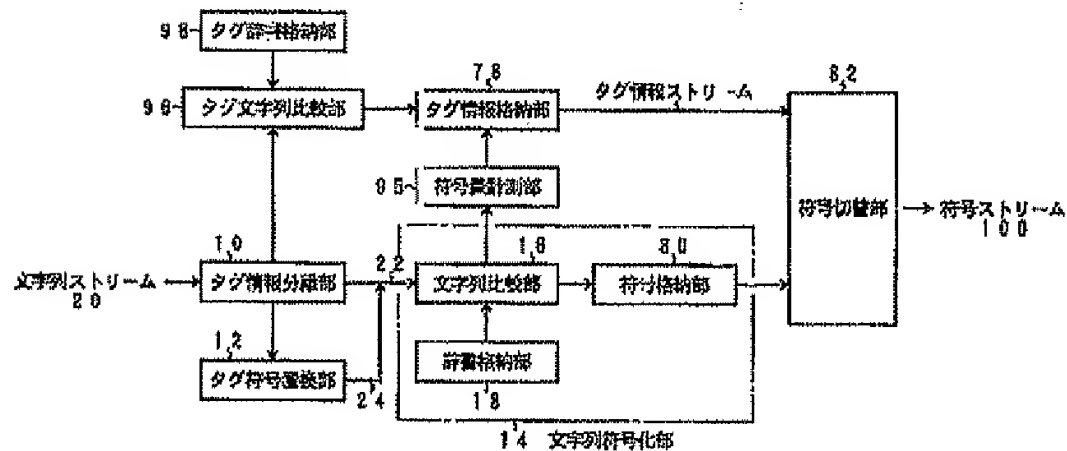 98 タグ辞書格納部
78
82
96 タグ文字列比較部
タグ情報格納部
タグ情報ストリーム
95 符号量計測部
符号切替部
符号ストリーム
100
10
22
16
80
文字列ストリーム
20
タグ情報分離部
文字列比較部
符号格納部
12
タグ符号置換部
24
辞書格納部
18
14 文字列符号化部